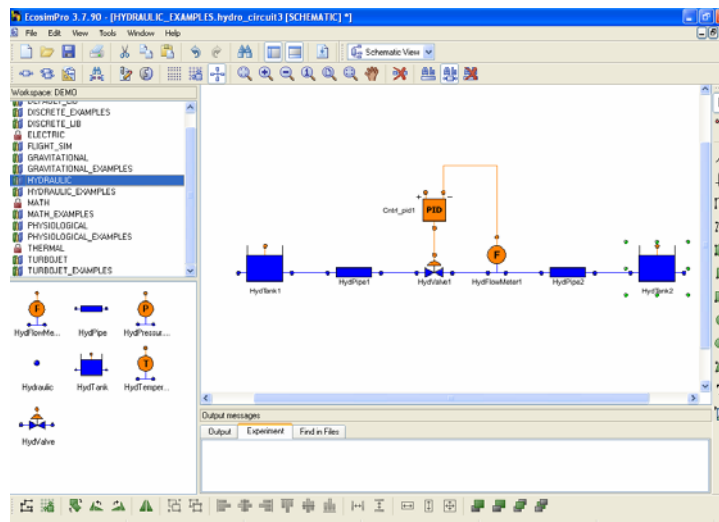 EcosimPro 3.7.90 - [HYDRAULIC_EXAMPLES.hydro_circuit3 [SCHEMATIC] *]
File Edit View Tools Window Help
Schematic View
Workspace: DEMO
DEFAULT_LIB
DISCRETE_EXAMPLES
DISCRETE_LIB
ELECTRIC
FLIGHT_SIM
GRAVITATIONAL
GRAVITATIONAL_EXAMPLES
HYDRAULIC
HYDRAULIC_EXAMPLES
MATH
MATH_EXAMPLES
PHYSIOLOGICAL
PHYSIOLOGICAL_EXAMPLES
THERMAL
TURBOJET
TURBOJET_EXAMPLES
F P
HydFlowMe... HydPipe HydPressur...
T
Hydraulic HydTank HydTemper...
HydValve
+ −
Cntrl_pid1 PID
F
HydTank1 HydPipe1 HydValve1 HydFlowMeter1 HydPipe2 HydTank2
Output messages
Output Experiment Find in Files